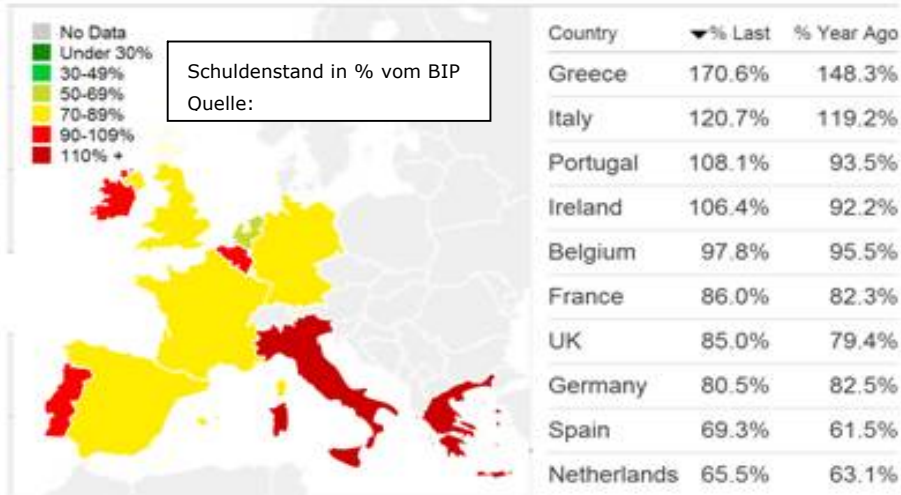 No Data
Under 30%
30-49%
50-69%
70-89%
90-109%
110% +
Schuldenstand in % vom BIP
Quelle:
Country ▼% Last % Year Ago
Greece 170.6% 148.3%
Italy 120.7% 119.2%
Portugal 108.1% 93.5%
Ireland 106.4% 92.2%
Belgium 97.8% 95.5%
France 86.0% 82.3%
UK 85.0% 79.4%
Germany 80.5% 82.5%
Spain 69.3% 61.5%
Netherlands 65.5% 63.1%